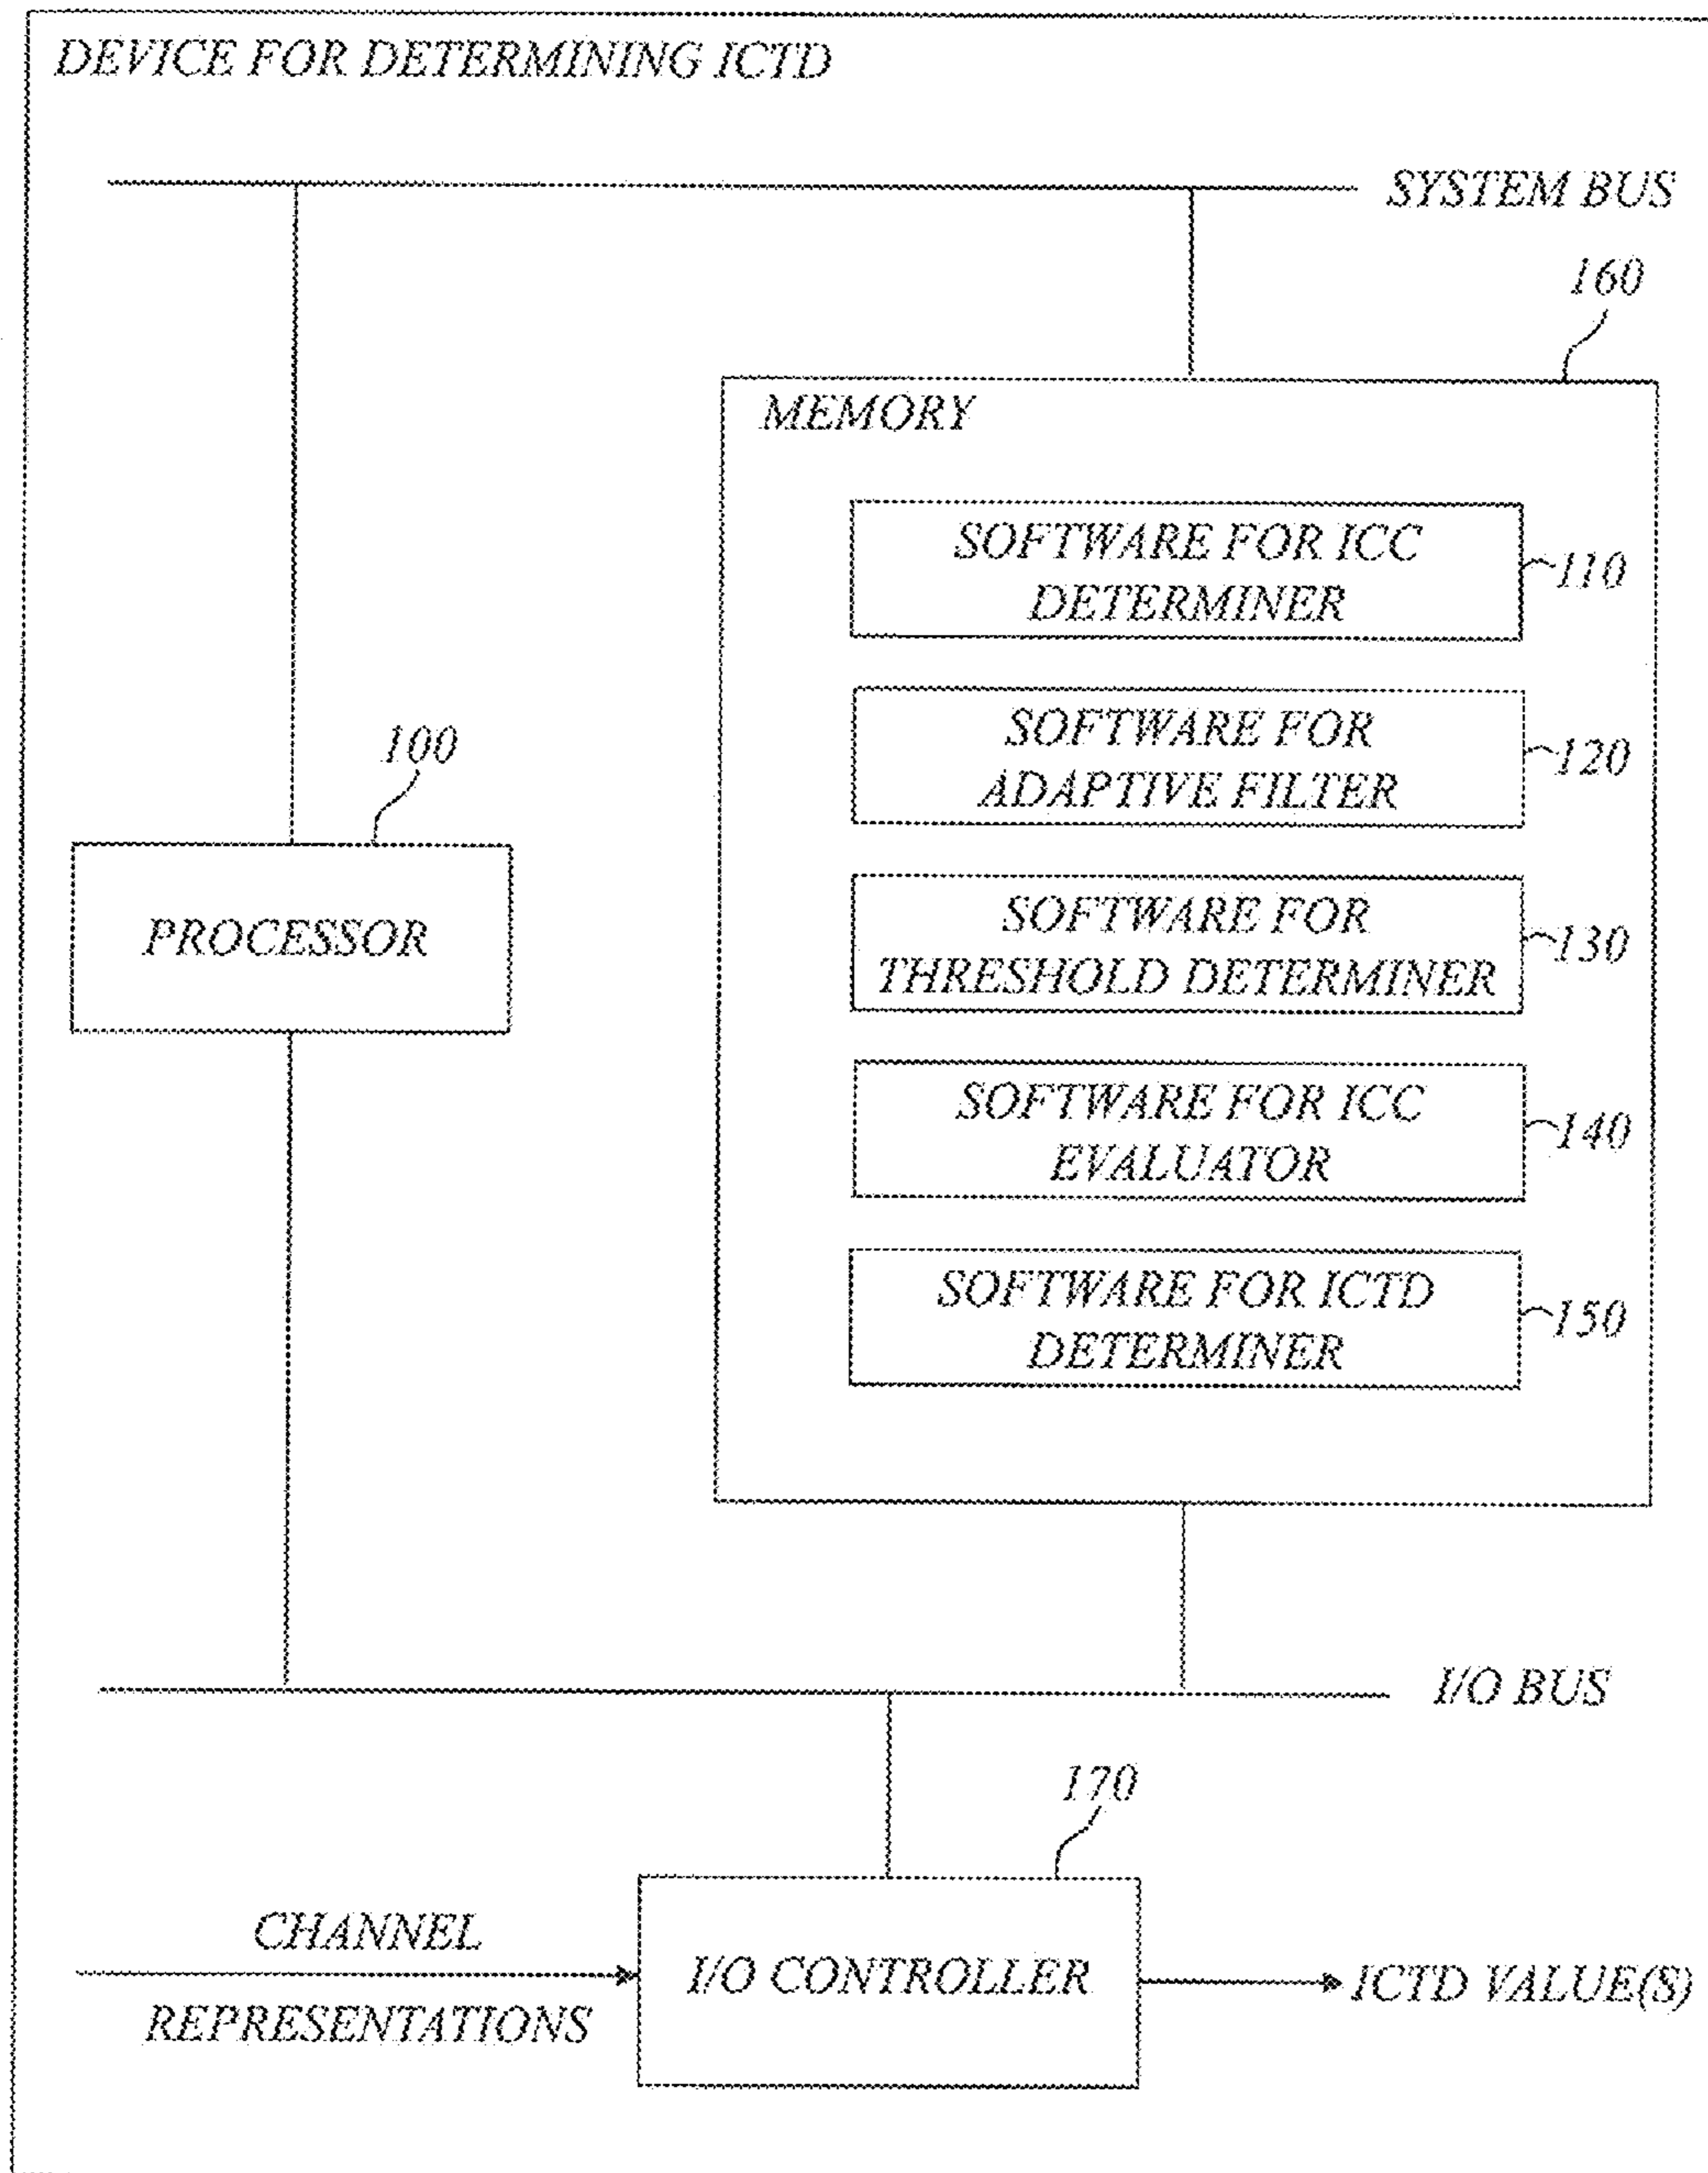 DEVICE FOR DETERMINING ICTD
SYSTEM BUS
160
MEMORY
SOFTWARE FOR ICC
DETERMINER
110
SOFTWARE FOR
ADAPTIVE FILTER
120
100
PROCESSOR
SOFTWARE FOR
THRESHOLD DETERMINER
130
SOFTWARE FOR ICC
EVALUATOR
140
SOFTWARE FOR ICTD
DETERMINER
150
I/O BUS
170
CHANNEL
REPRESENTATIONS
I/O CONTROLLER
ICTD VALUE(S)